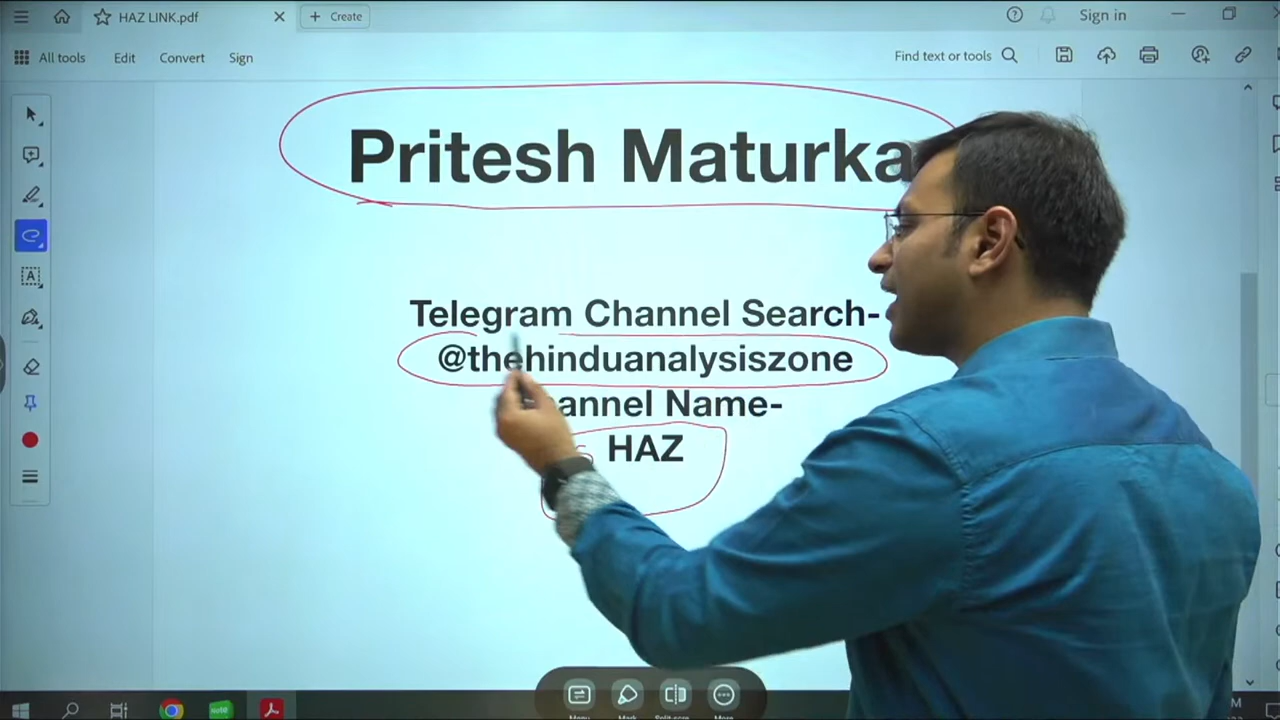 HAZ LINK.pdf
+ Create
Sign in
All tools
Edit
Convert
Sign
Find text or tools
Pritesh Maturka
Telegram Channel Search-
@thehinduanalysiszone
annel Name-
HAZ